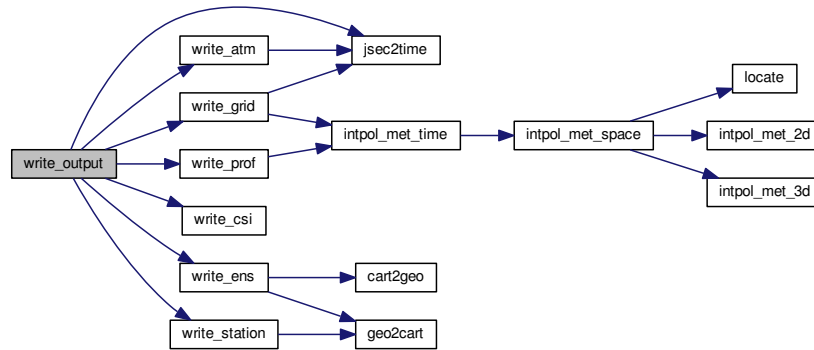 write_output
write_atm
write_grid
write_prof
write_csi
write_ens
write_station
jsec2time
intpol_met_time
cart2geo
geo2cart
intpol_met_space
locate
intpol_met_2d
intpol_met_3d